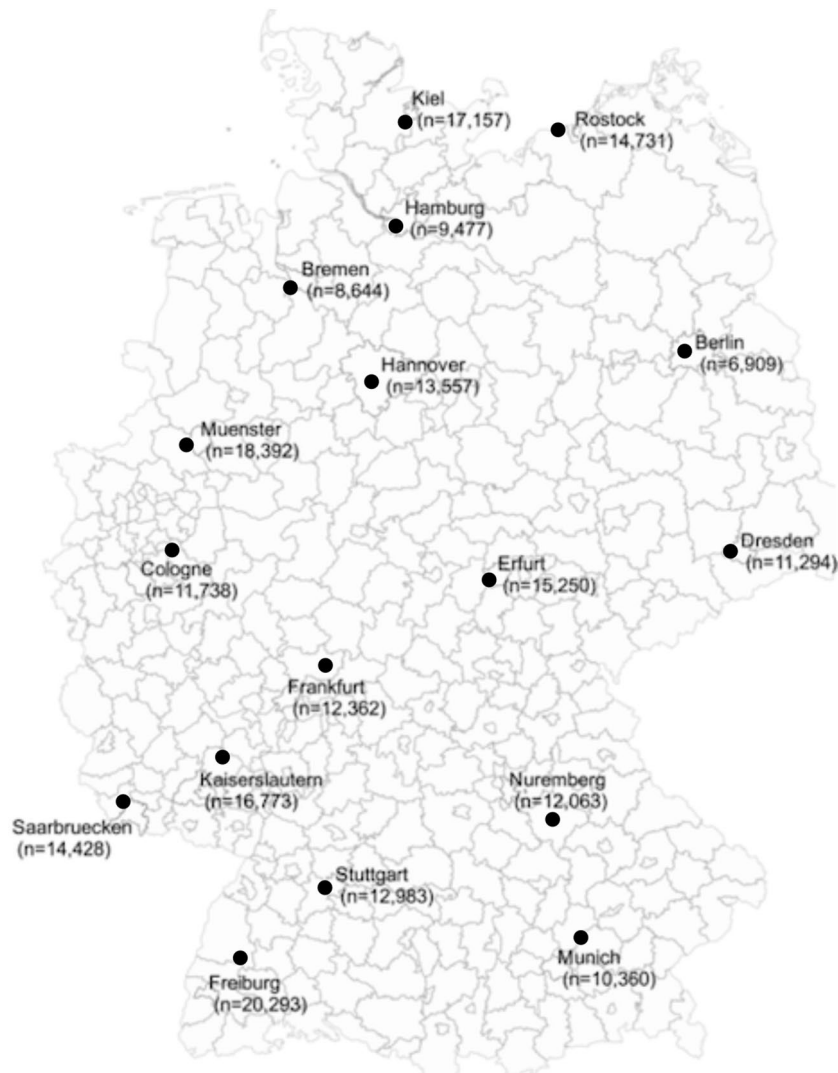 Kiel
(n=17,157)
Rostock
(n=14,731)
Hamburg
(n=9,477)
Bremen
(n=8,644)
Berlin
(n=6,909)
Hannover
(n=13,557)
Muenster
(n=18,392)
Dresden
(n=11,294)
Cologne
(n=11,738)
Erfurt
(n=15,250)
Frankfurt
(n=12,362)
Kaiserslautern
(n=16,773)
Nuremberg
(n=12,063)
Saarbruecken
(n=14,428)
Stuttgart
(n=12,983)
Munich
(n=10,360)
Freiburg
(n=20,293)